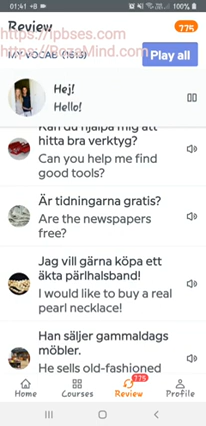 01:41
100%
Review
775
https://ipbses.com
https://RozaMind.com
MY VOCAB (1613)
Play all
Hej!
Hello!
Kan du hjälpa mig att
hitta bra verktyg?
Can you help me find
good tools?
Är tidningarna gratis?
Are the newspapers
free?
Jag vill gärna köpa ett
äkta pärlhalsband!
I would like to buy a real
pearl necklace!
Han säljer gammaldags
möbler.
He sells old-fashioned
775
Home
Courses
Review
Profile